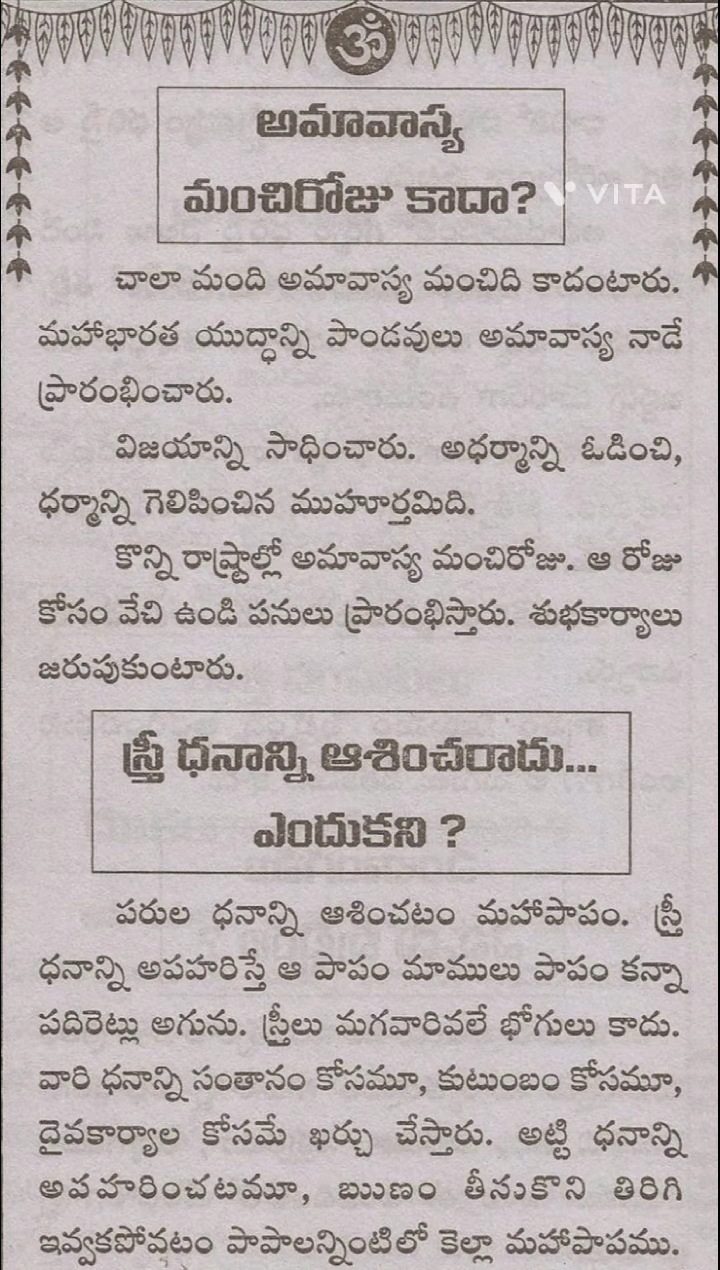 ॐ
అమావాస్య
మంచిరోజు కాదా?
VITA
చాలా మంది అమావాస్య మంచిది కాదంటారు.
మహాభారత యుద్ధాన్ని పాండవులు అమావాస్య నాడే
ప్రారంభించారు.
విజయాన్ని సాధించారు. అధర్మాన్ని ఓడించి,
ధర్మాన్ని గెలిపించిన ముహూర్తమిది.
కొన్ని రాష్ట్రాల్లో అమావాస్య మంచిరోజు. ఆ రోజు
కోసం వేచి ఉండి పనులు ప్రారంభిస్తారు. శుభకార్యాలు
జరుపుకుంటారు.
స్త్రీ ధనాన్ని ఆశించరాదు...
ఎందుకని ?
పరుల ధనాన్ని ఆశించటం మహాపాపం. స్త్రీ
ధనాన్ని అపహరిస్తే ఆ పాపం మాములు పాపం కన్నా
పదిరెట్లు అగును. స్త్రీలు మగవారివలే భోగులు కాదు.
వారి ధనాన్ని సంతానం కోసమూ, కుటుంబం కోసమూ,
దైవకార్యాల కోసమే ఖర్చు చేస్తారు. అట్టి ధనాన్ని
అపహరించటమూ, ఋణం తీనుకొని తిరిగి
ఇవ్వకపోవటం పాపాలన్నింటిలో కెల్లా మహాపాపము.